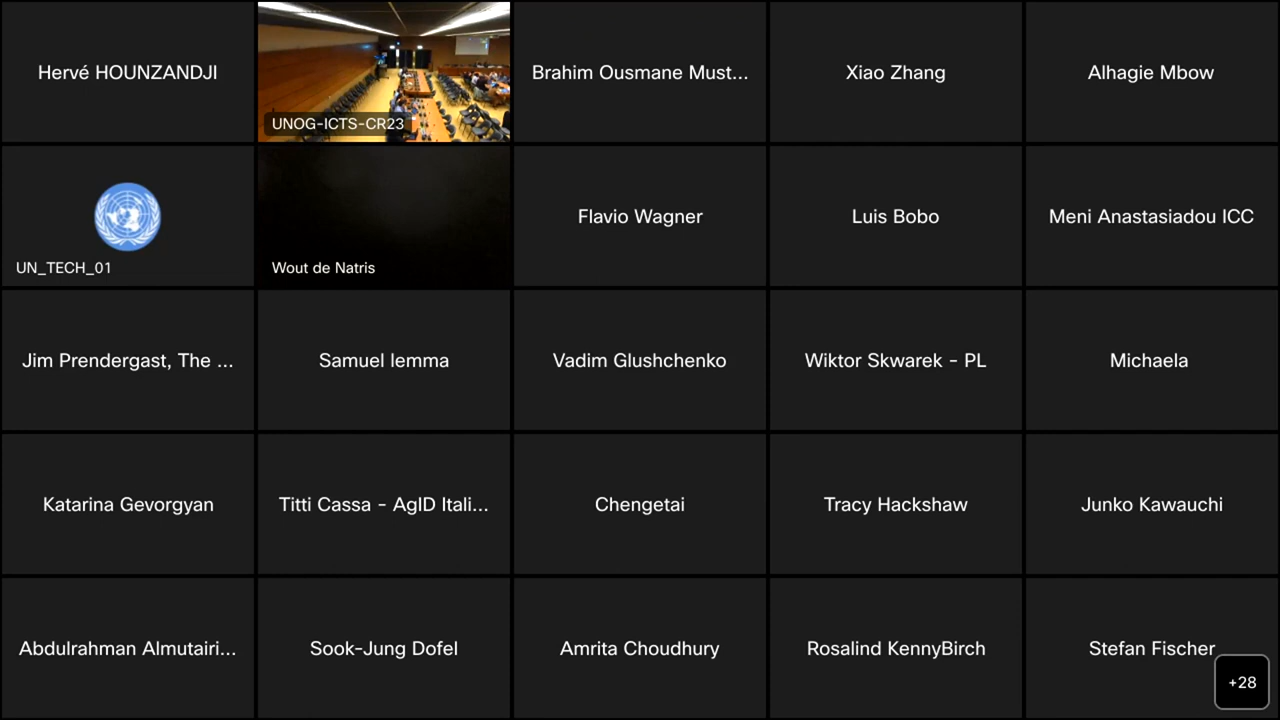 Hervé HOUNZANDJI
UNOG-ICTS-CR23
Brahim Ousmane Must...
Xiao Zhang
Alhagie Mbow
UN_TECH_01
Wout de Natris
Flavio Wagner
Luis Bobo
Meni Anastasiadou ICC
Jim Prendergast, The ...
Samuel Iemma
Vadim Glushchenko
Wiktor Skwarek - PL
Michaela
Katarina Gevorgyan
Titti Cassa - AgID Itali...
Chengetai
Tracy Hackshaw
Junko Kawauchi
Abdulrahman Almutairi...
Sook-Jung Dofel
Amrita Choudhury
Rosalind KennyBirch
Stefan Fischer
+28